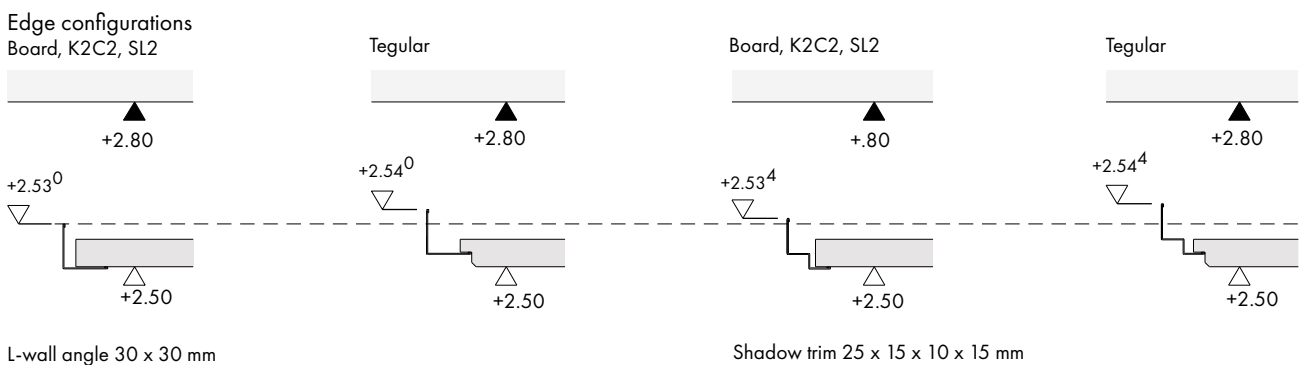 Edge configurations
Board, K2C2, SL2
Tegular
Board, K2C2, SL2
Tegular
+2.80
+2.80
+.80
+2.80
+2.53⁰
+2.54⁰
+2.53⁴
+2.54⁴
+2.50
+2.50
+2.50
+2.50
L-wall angle 30 x 30 mm
Shadow trim 25 x 15 x 10 x 15 mm